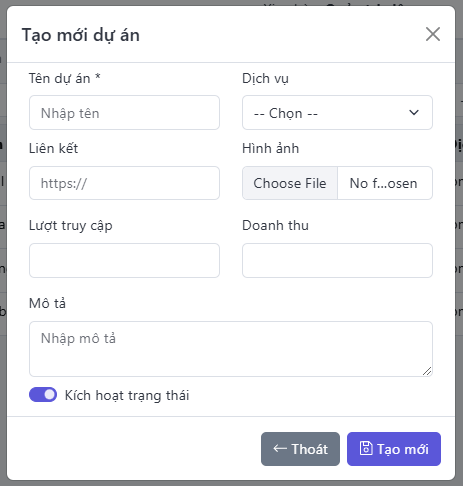 Tạo mới dự án
Tên dự án *
Dịch vụ
Nhập tên
-- Chọn --
Liên kết
Hình ảnh
https://
Choose File
No f...osen
Lượt truy cập
Doanh thu
Mô tả
Nhập mô tả
Kích hoạt trạng thái
Thoát
Tạo mới